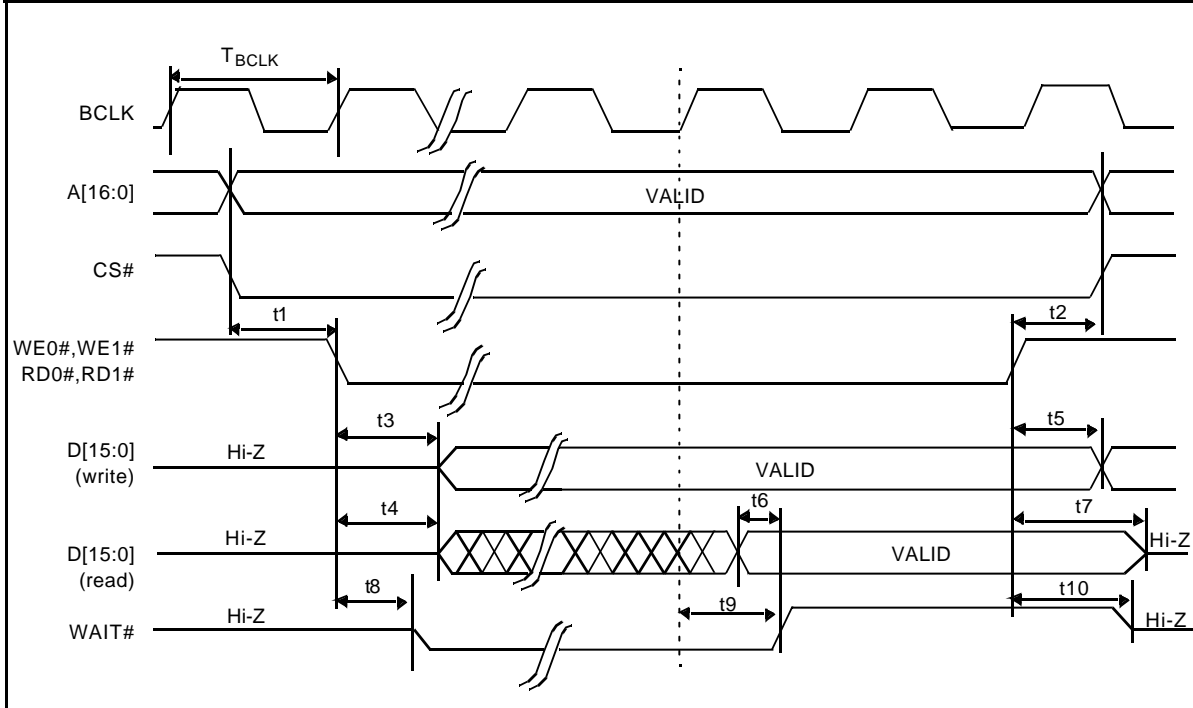 TBCLK
BCLK
A[16:0]
VALID
CS#
t1
t2
WE0#,WE1#
RD0#,RD1#
t3
t5
D[15:0]
(write)
Hi-Z
VALID
t4
t6
t7
D[15:0]
(read)
Hi-Z
VALID
Hi-Z
t8
t9
t10
WAIT#
Hi-Z
Hi-Z